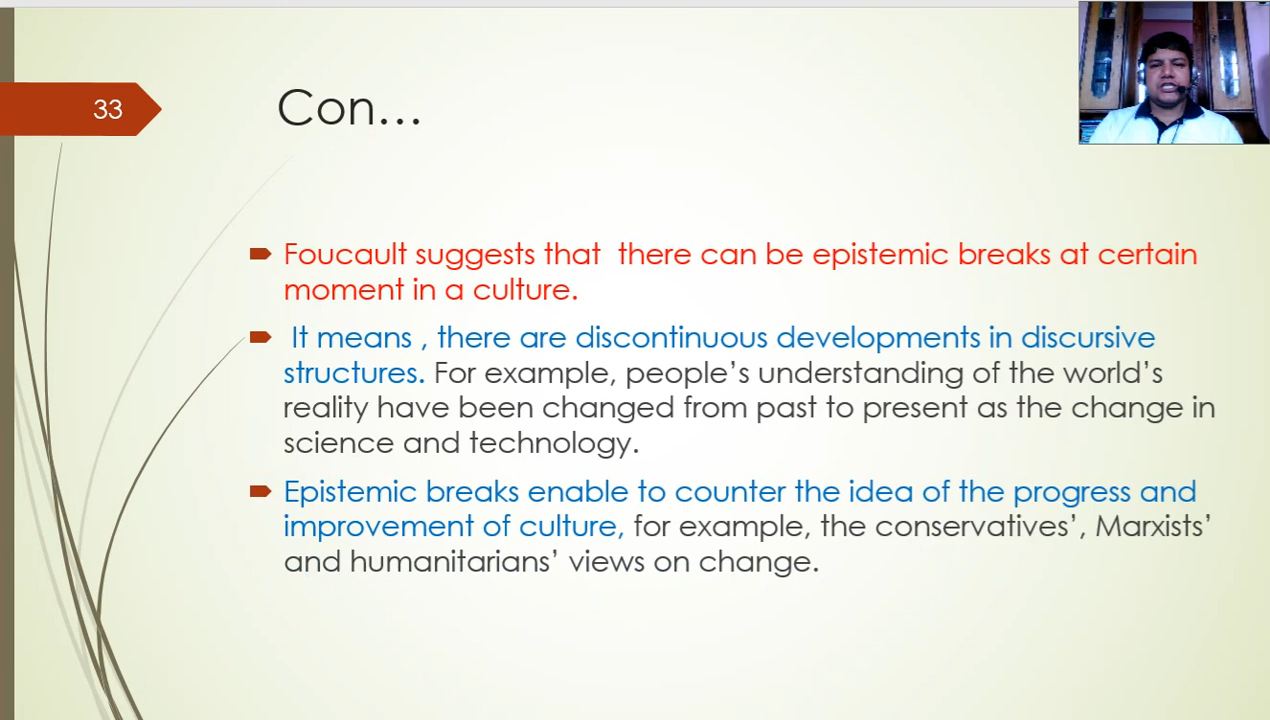 33
Con…
Foucault suggests that  there can be epistemic breaks at certain
moment in a culture.
It means , there are discontinuous developments in discursive
structures. For example, people’s understanding of the world’s
reality have been changed from past to present as the change in
science and technology.
Epistemic breaks enable to counter the idea of the progress and
improvement of culture, for example, the conservatives’, Marxists’
and humanitarians’ views on change.